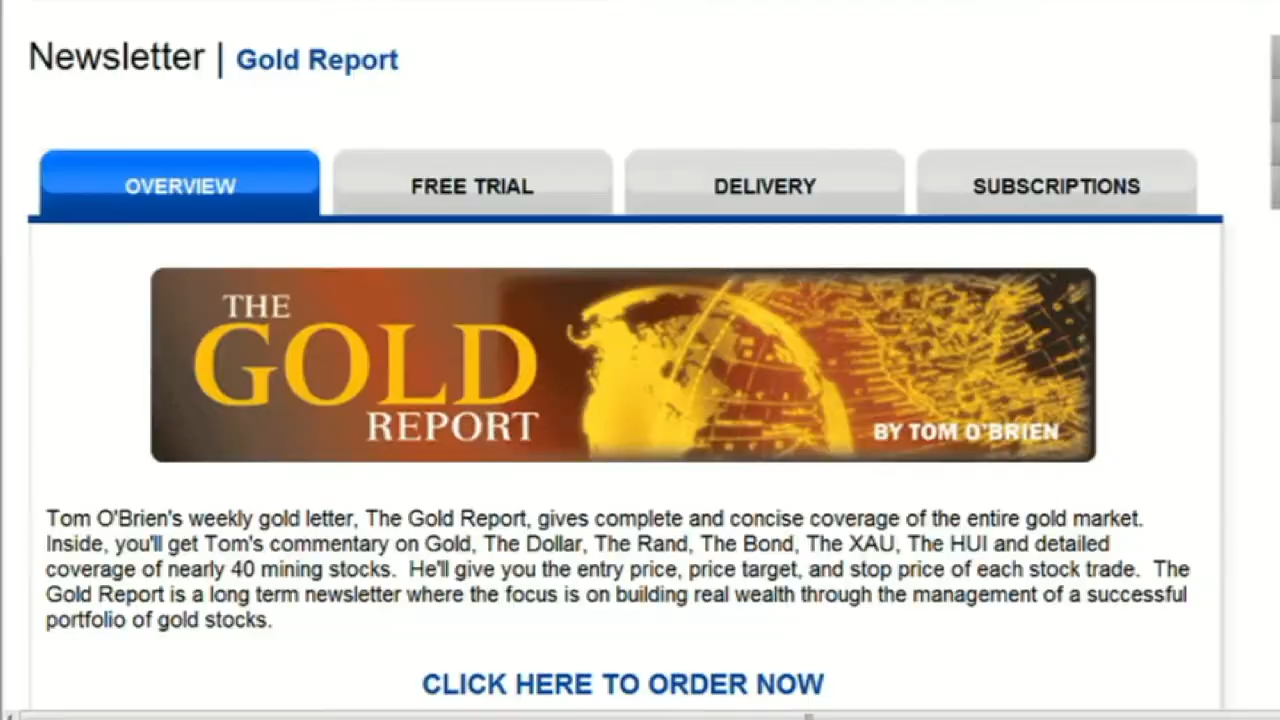 Newsletter | Gold Report
OVERVIEW
FREE TRIAL
DELIVERY
SUBSCRIPTIONS
THE
GOLD
REPORT
BY TOM O'BRIEN
Tom O'Brien's weekly gold letter, The Gold Report, gives complete and concise coverage of the entire gold market.
Inside, you'll get Tom's commentary on Gold, The Dollar, The Rand, The Bond, The XAU, The HUI and detailed
coverage of nearly 40 mining stocks.  He'll give you the entry price, price target, and stop price of each stock trade.  The
Gold Report is a long term newsletter where the focus is on building real wealth through the management of a successful
portfolio of gold stocks.
CLICK HERE TO ORDER NOW